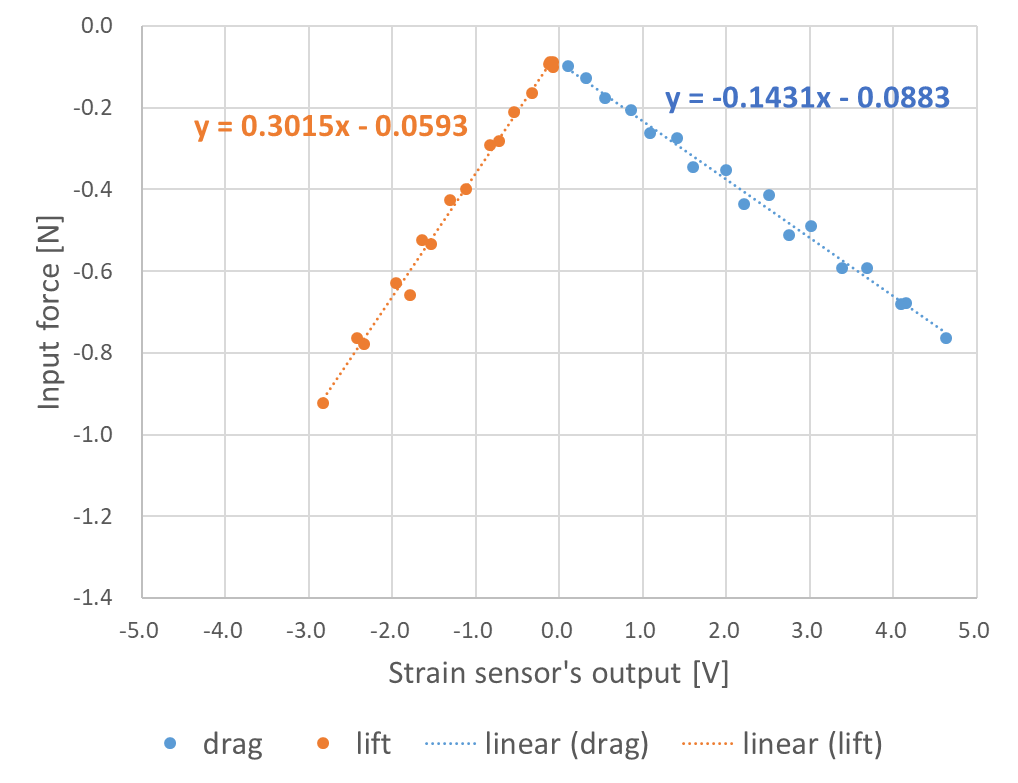 0.0
-0.2
-0.4
-0.6
-0.8
-1.0
-1.2
-1.4
Input force [N]
y = 0.3015x - 0.0593
y = -0.1431x - 0.0883
-5.0 -4.0 -3.0 -2.0 -1.0 0.0 1.0 2.0 3.0 4.0 5.0
Strain sensor's output [V]
drag lift linear (drag) linear (lift)